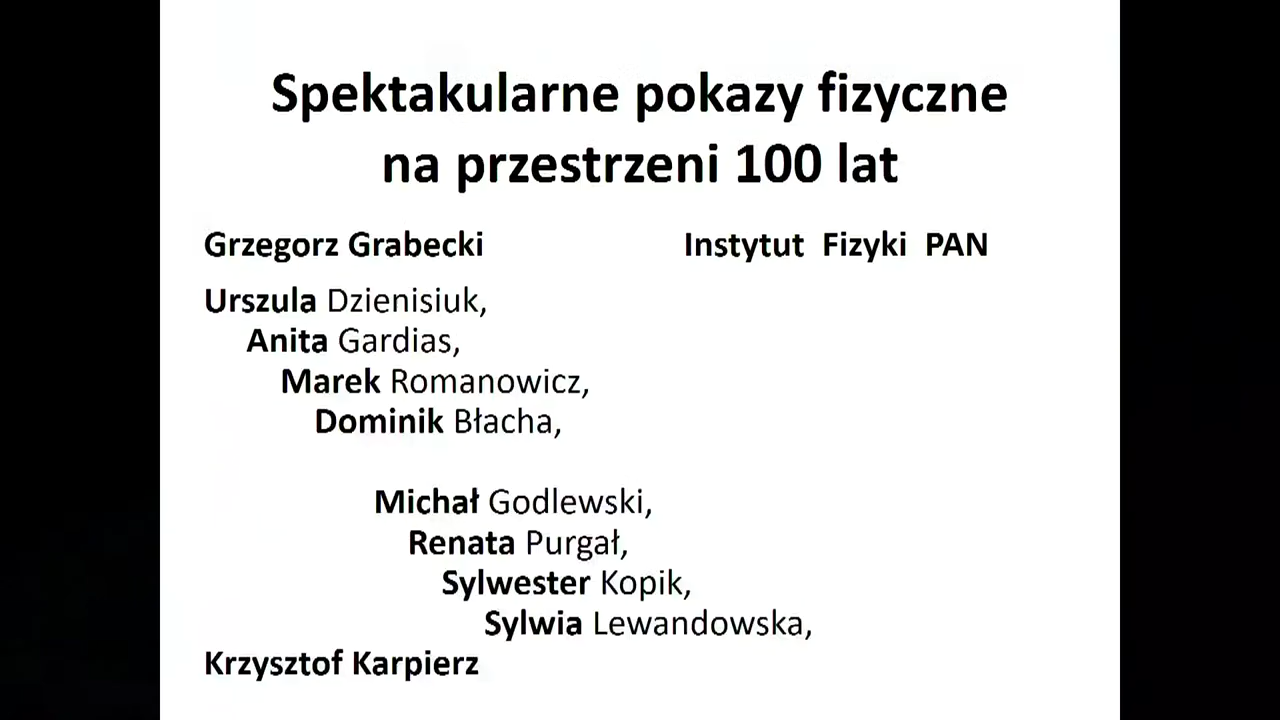 Spektakularne pokazy fizyczne
na przestrzeni 100 lat
Grzegorz Grabecki Instytut Fizyki PAN
Urszula Dzienisiuk,
Anita Gardias,
Marek Romanowicz,
Dominik Błacha,
Michał Godlewski,
Renata Purgał,
Sylwester Kopik,
Sylwia Lewandowska,
Krzysztof Karpierz